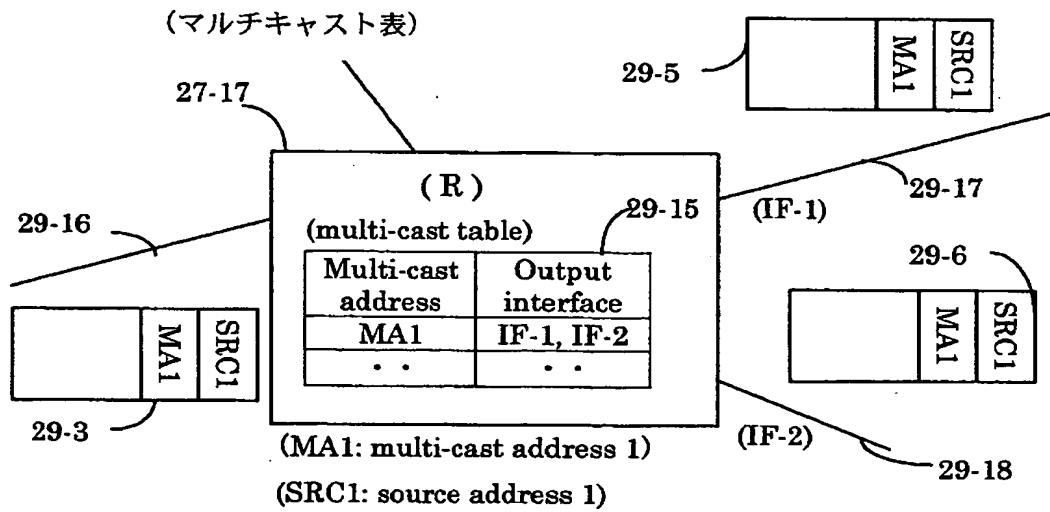 (マルチキャスト表)
27-17
29-5
MA1
SRC1
(R)
29-15
29-17
(IF-1)
29-16
(multi-cast table)
Multi-cast address
Output interface
MA1
IF-1, IF-2
・・
・・
29-6
MA1
SRC1
MA1
SRC1
29-3
(IF-2)
29-18
(MA1: multi-cast address 1)
(SRC1: source address 1)